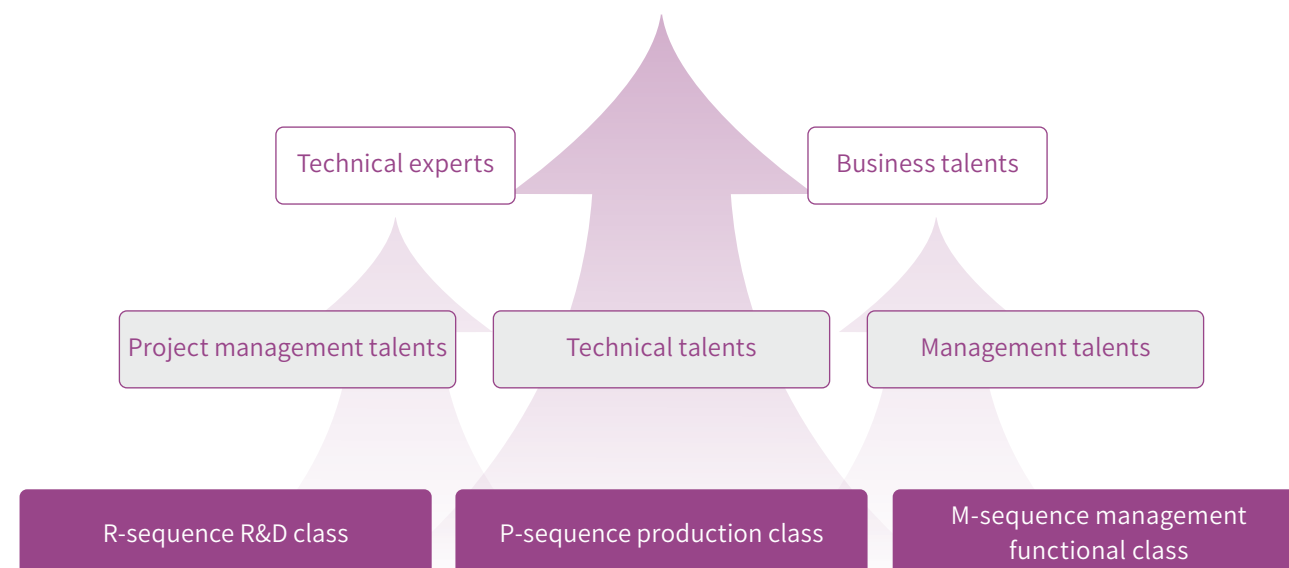 Technical experts
Business talents
Project management talents
Technical talents
Management talents
R-sequence R&D class
P-sequence production class
M-sequence management
functional class